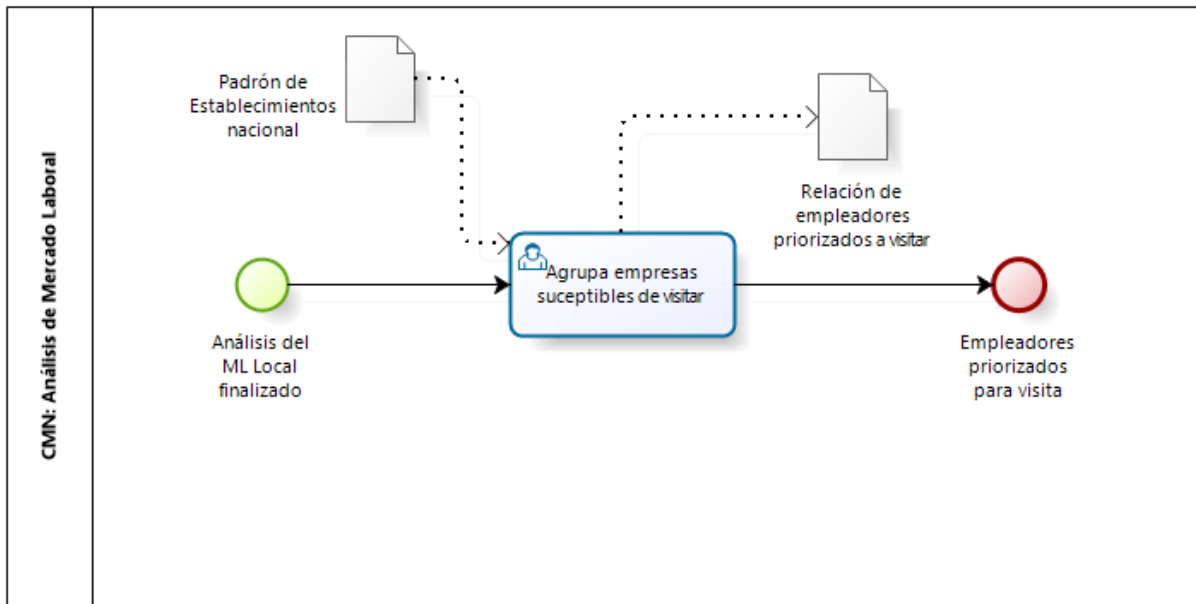 CMN: Análisis de Mercado Laboral
Padrón de
Establecimientos
nacional
Relación de
empleadores
priorizados a visitar
Agrupa empresas
suceptibles de visitar
Análisis del
ML Local
finalizado
Empleadores
priorizados
para visita